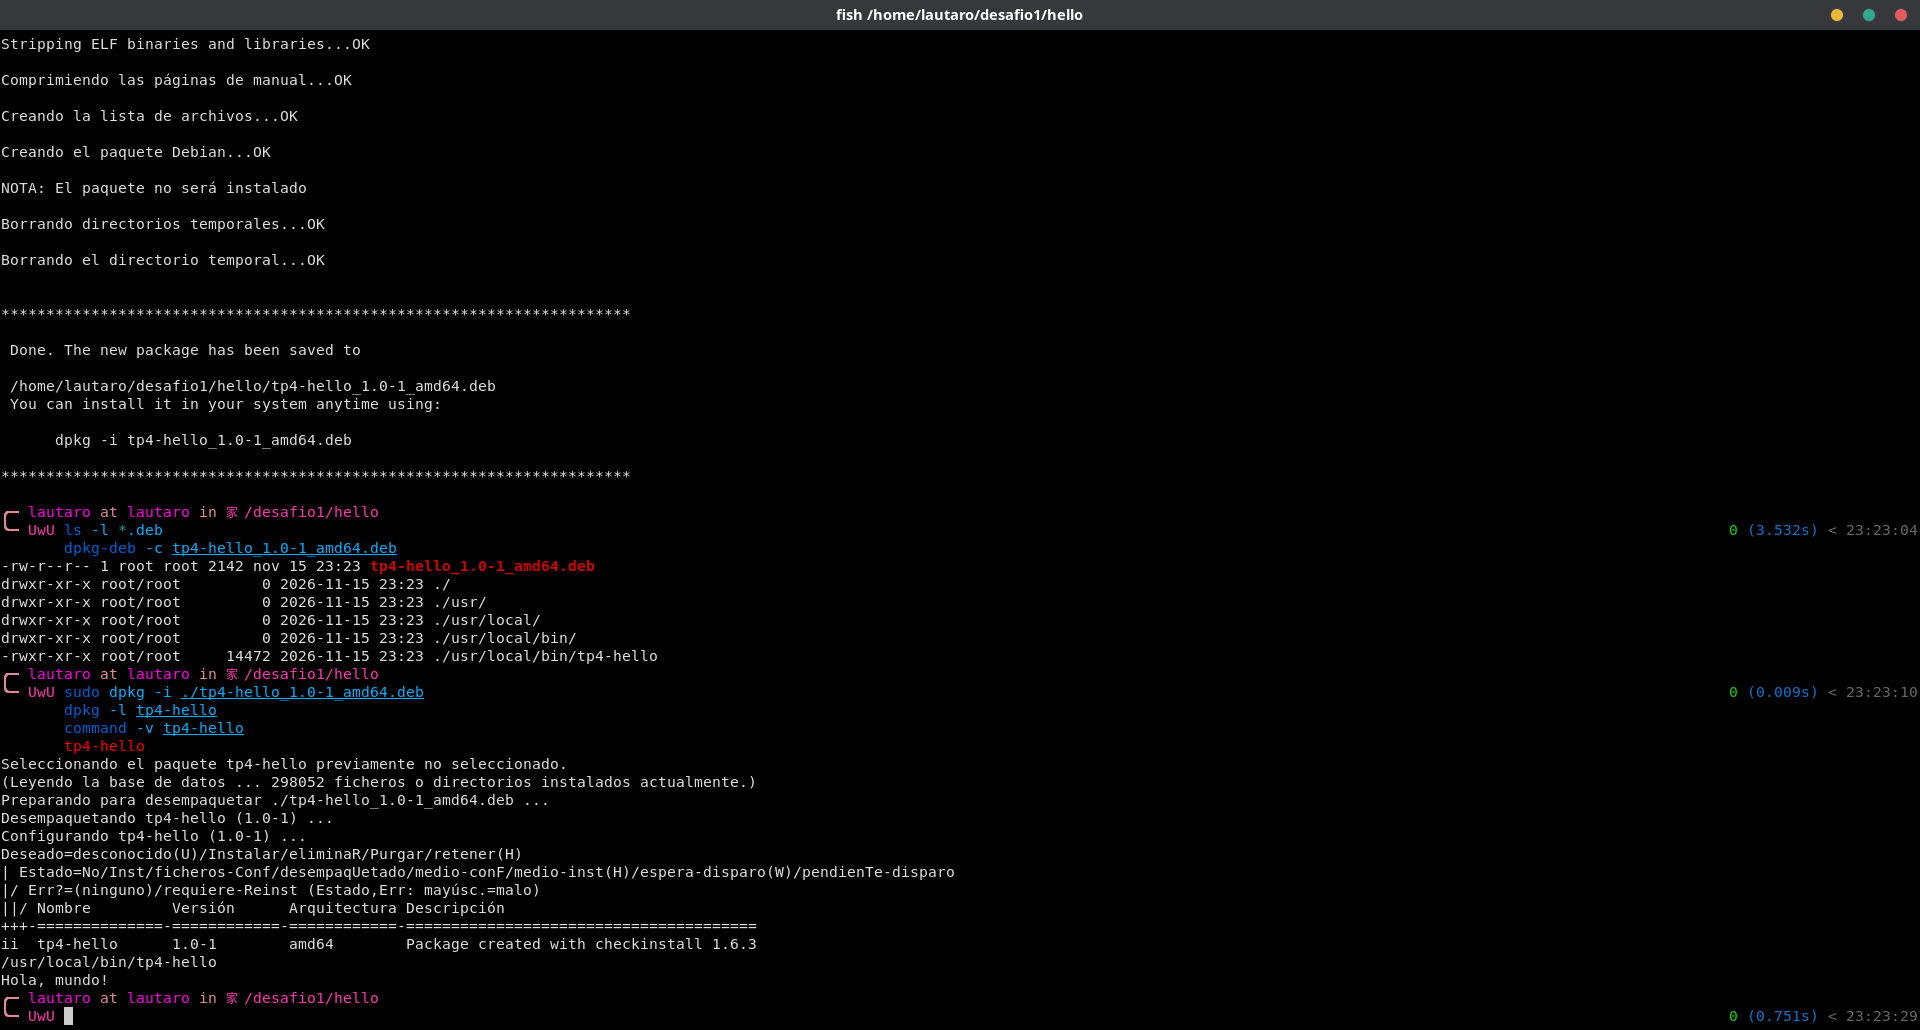 fish /home/lautaro/desafio1/hello
Stripping ELF binaries and libraries...OK
Comprimiendo las páginas de manual...OK
Creando la lista de archivos...OK
Creando el paquete Debian...OK
NOTA: El paquete no será instalado
Borrando directorios temporales...OK
Borrando el directorio temporal...OK
**********************************************************************
Done. The new package has been saved to
/home/lautaro/desafio1/hello/tp4-hello_1.0-1_amd64.deb
You can install it in your system anytime using:
dpkg -i tp4-hello_1.0-1_amd64.deb
**********************************************************************
lautaro at lautaro in 家 /desafio1/hello
UwU ls -l *.deb 0 (3.532s) < 23:23:04
dpkg-deb -c tp4-hello_1.0-1_amd64.deb
-rw-r--r-- 1 root root 2142 nov 15 23:23 tp4-hello_1.0-1_amd64.deb
drwxr-xr-x root/root         0 2026-11-15 23:23 ./
drwxr-xr-x root/root         0 2026-11-15 23:23 ./usr/
drwxr-xr-x root/root         0 2026-11-15 23:23 ./usr/local/
drwxr-xr-x root/root         0 2026-11-15 23:23 ./usr/local/bin/
-rwxr-xr-x root/root     14472 2026-11-15 23:23 ./usr/local/bin/tp4-hello
lautaro at lautaro in 家 /desafio1/hello
UwU sudo dpkg -i ./tp4-hello_1.0-1_amd64.deb 0 (0.009s) < 23:23:10
dpkg -l tp4-hello
command -v tp4-hello
tp4-hello
Seleccionando el paquete tp4-hello previamente no seleccionado.
(Leyendo la base de datos ... 298052 ficheros o directorios instalados actualmente.)
Preparando para desempaquetar ./tp4-hello_1.0-1_amd64.deb ...
Desempaquetando tp4-hello (1.0-1) ...
Configurando tp4-hello (1.0-1) ...
Deseado=desconocido(U)/Instalar/eliminaR/Purgar/retener(H)
| Estado=No/Inst/ficheros-Conf/desempaqUetado/medio-conF/medio-inst(H)/espera-disparo(W)/pendienTe-disparo
|/ Err?=(ninguno)/requiere-Reinst (Estado,Err: mayúsc.=malo)
||/ Nombre         Versión      Arquitectura Descripción
+++-==============-============-============-=======================================
ii  tp4-hello      1.0-1        amd64        Package created with checkinstall 1.6.3
/usr/local/bin/tp4-hello
Hola, mundo!
lautaro at lautaro in 家 /desafio1/hello
UwU 0 (0.751s) < 23:23:29